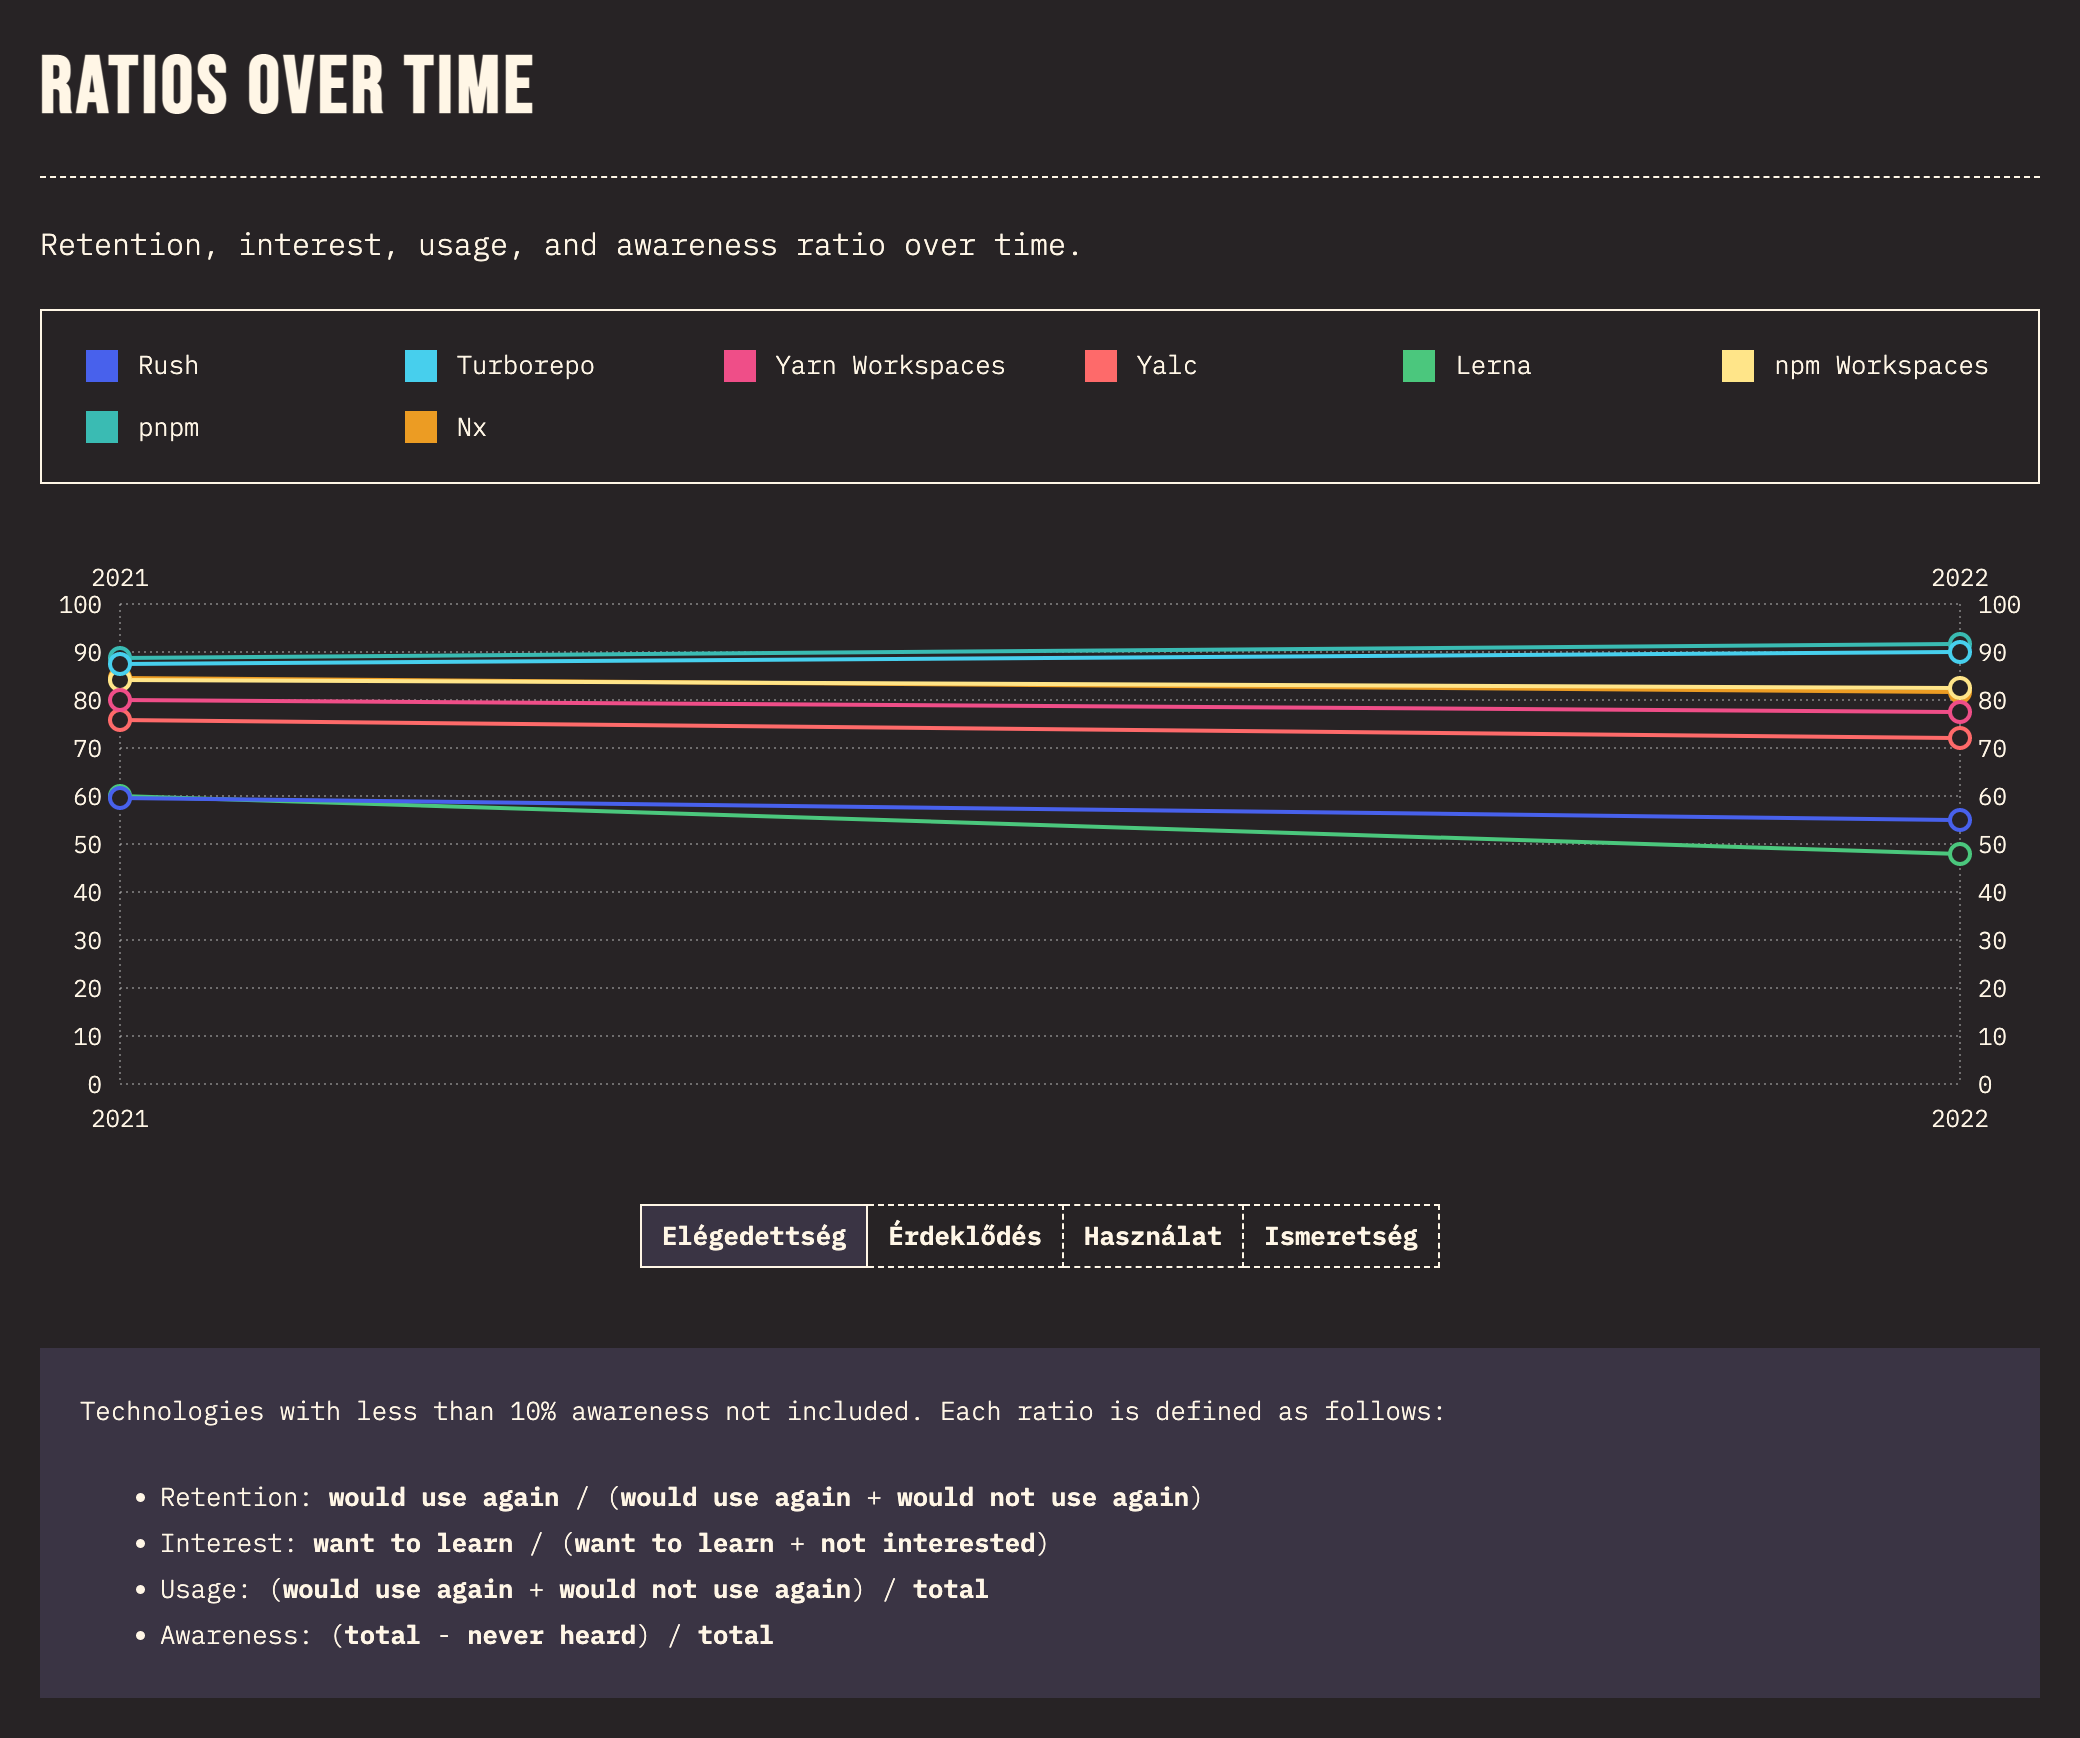 RATIOS OVER TIME
Retention, interest, usage, and awareness ratio over time.
Rush Turborepo Yarn Workspaces Yalc Lerna npm Workspaces
pnpm Nx
2021 2022
100 100
90 90
80 80
70 70
60 60
50 50
40 40
30 30
20 20
10 10
0 0
2021 2022
Elégedettség Érdeklődés Használat Ismeretség
Technologies with less than 10% awareness not included. Each ratio is defined as follows:
• Retention: would use again / (would use again + would not use again)
• Interest: want to learn / (want to learn + not interested)
• Usage: (would use again + would not use again) / total
• Awareness: (total - never heard) / total